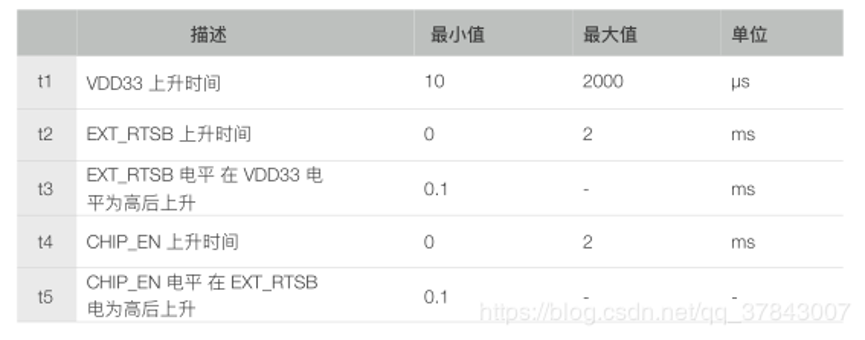 描述 最小值 最大值 单位
t1 VDD33 上升时间 10 2000 μs
t2 EXT_RTSB 上升时间 0 2 ms
EXT_RTSB 电平 在 VDD33 电
t3 0.1 - ms
平为高后上升
t4 CHIP_EN 上升时间 0 2 ms
CHIP_EN 电平 在 EXT_RTSB
t5 0.1 - -
电为高后上升
https://blog.csdn.net/qq_37843007